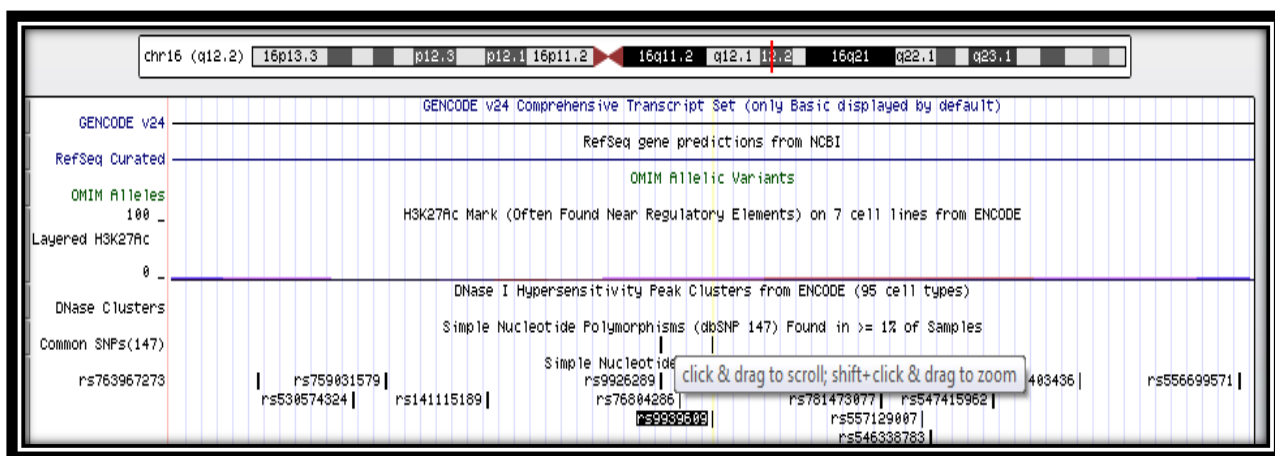 chr16 (q12.2) 16p13.3 p12.3 p12.1 16p11.2 16q11.2 q12.1 12.2 16q21 q22.1 q23.1
GENCODE v24 Comprehensive Transcript Set (only Basic displayed by default)
GENCODE v24
RefSeq gene predictions from NCBI
RefSeq Curated
OMIM Allelic Variants
OMIM Alleles
100 _
H3K27Ac Mark (Often Found Near Regulatory Elements) on 7 cell lines from ENCODE
Layered H3K27Ac
0 _
DNase I Hypersensitivity Peak Clusters from ENCODE (95 cell types)
DNase Clusters
Simple Nucleotide Polymorphisms (dbSNP 147) Found in >= 1% of Samples
Common SNPs(147)
Simple Nucleotide
click & drag to scroll; shift+click & drag to zoom
rs763967273 rs759031579 rs9926289 403436 rs556699571
rs530574324 rs141115189 rs76804286 rs781473077 rs547415962
rs9939609 rs557129007
rs546338783